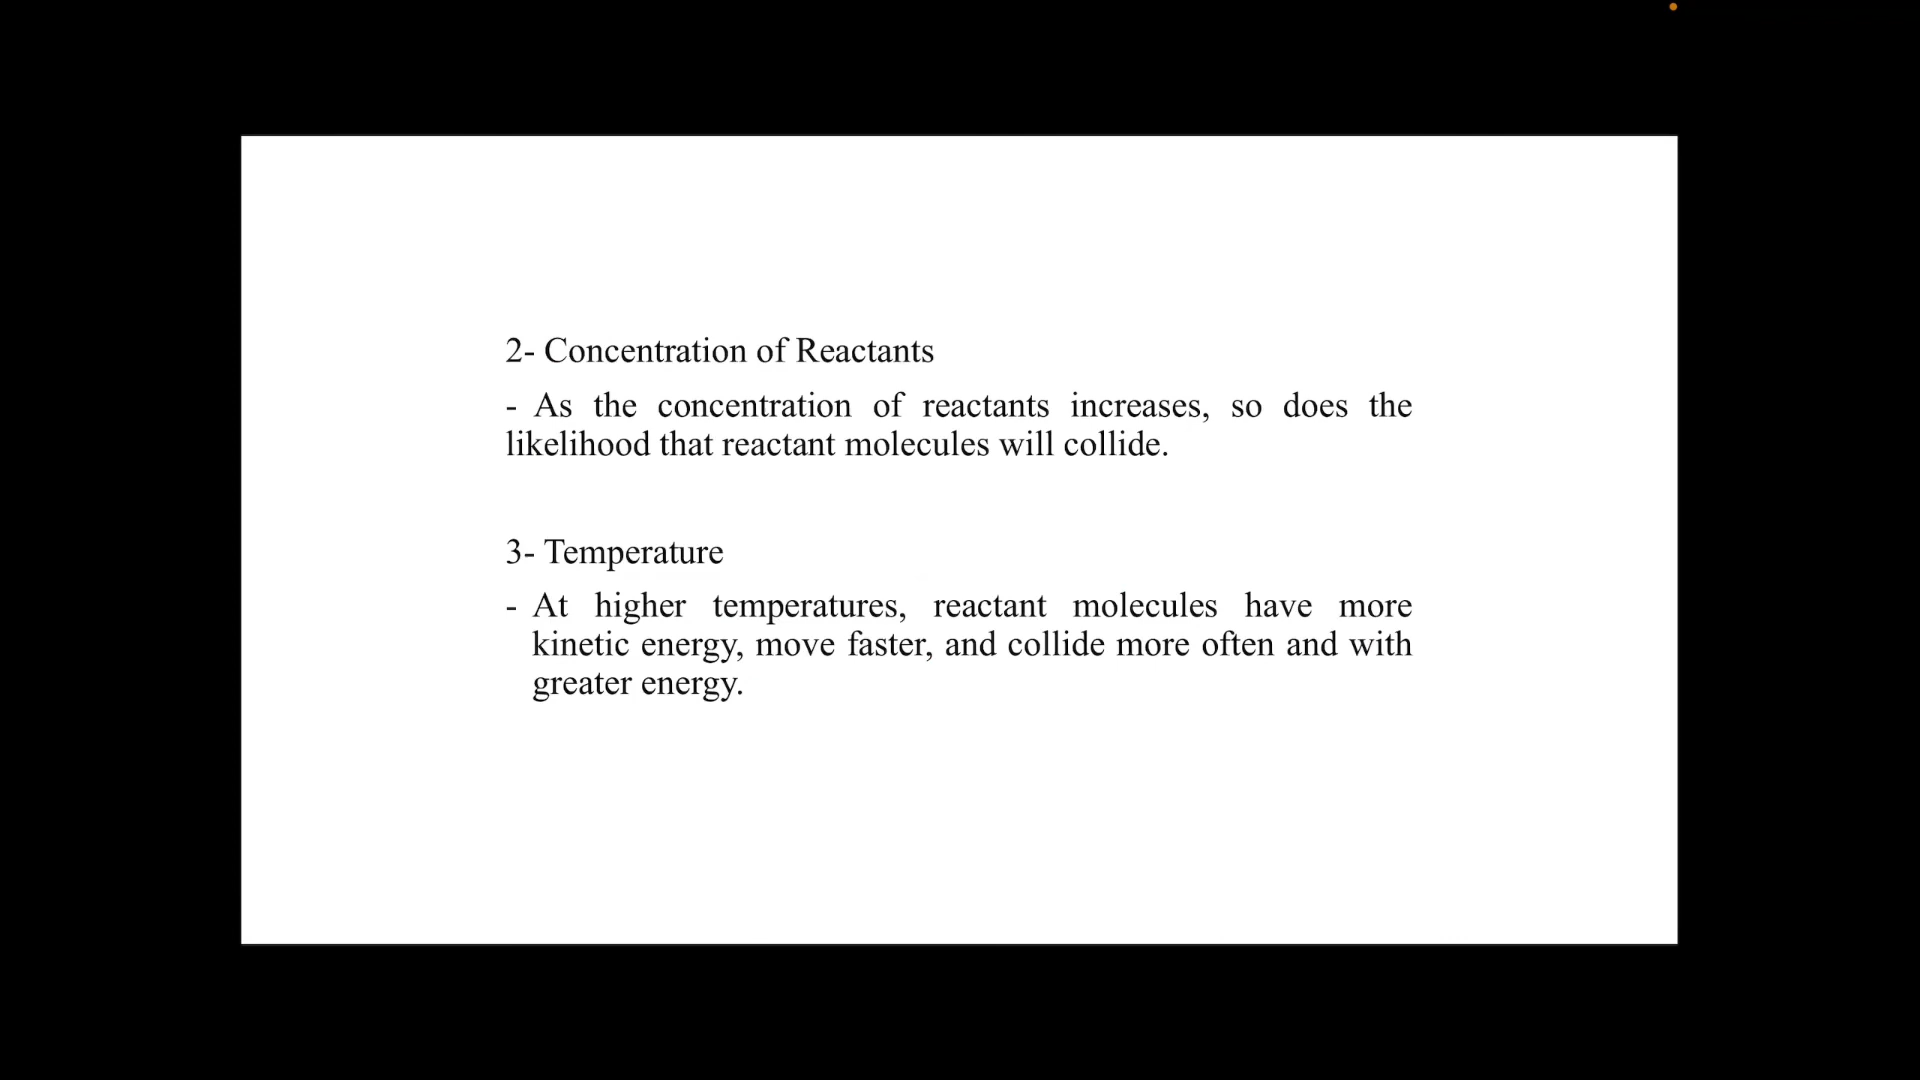 2- Concentration of Reactants
- As the concentration of reactants increases, so does the
likelihood that reactant molecules will collide.
3- Temperature
- At higher temperatures, reactant molecules have more
kinetic energy, move faster, and collide more often and with
greater energy.